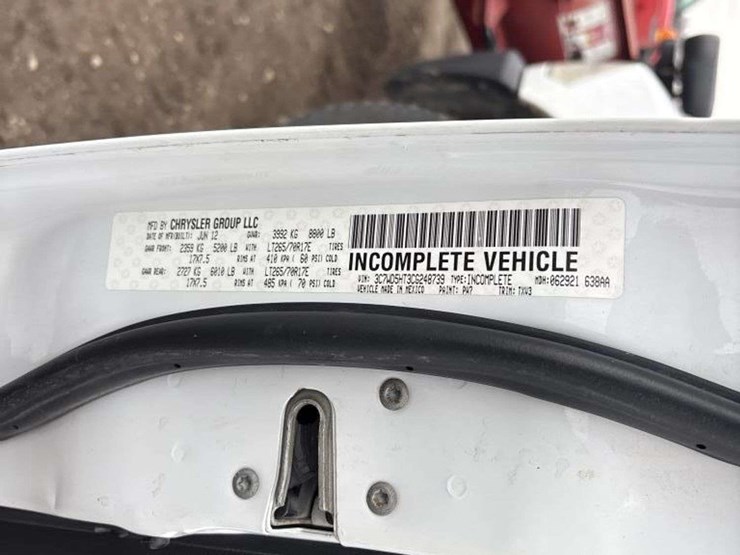 MFD BY CHRYSLER GROUP LLC
DATE OF MFR(BUILT): JUN 12 GVWR: 3992 KG 8800 LB
GAWR FRONT: 2359 KG 5200 LB WITH LT265/70R17E TIRES
17X7.5 RIMS AT 410 KPA ( 60 PSI) COLD
GAWR REAR: 2727 KG 6010 LB WITH LT265/70R17E TIRES
17X7.5 RIMS AT 485 KPA ( 70 PSI) COLD
INCOMPLETE VEHICLE
VIN: 3C7WD5HT3CG248739 TYPE:INCOMPLETE MDH:062921 638AA
VEHICLE MADE IN MEXICO PAINT: PW7 TRIM: TXV3